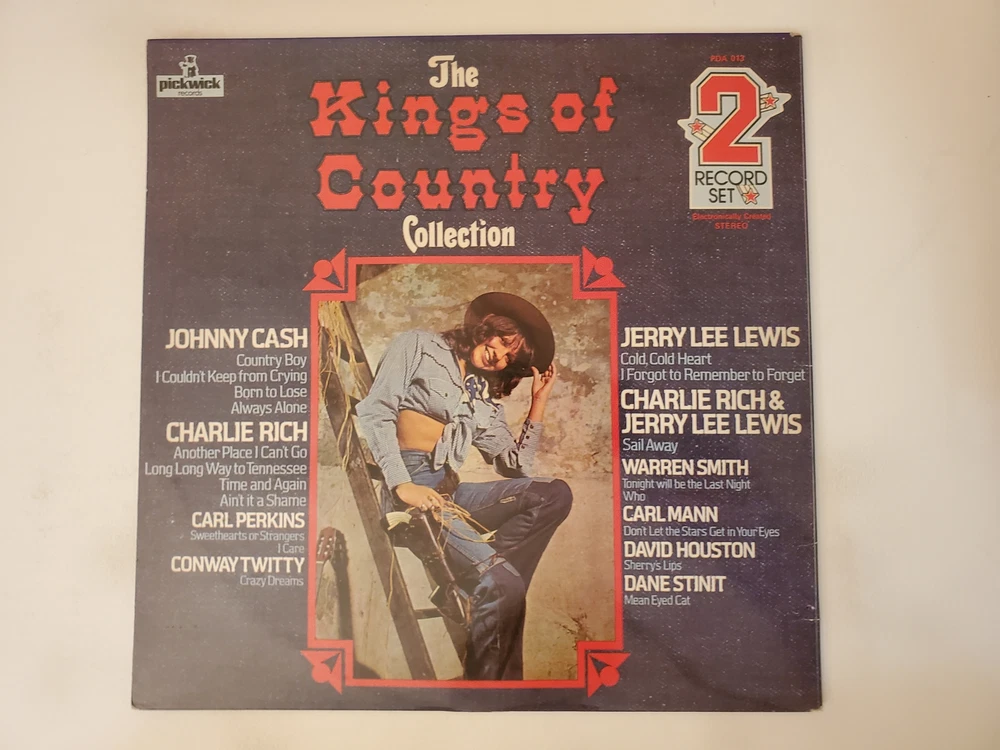 pickwick
records
The
Kings of
Country
Collection
PDA 013
2
RECORD
SET
Electronically Created
STEREO
JOHNNY CASH
Country Boy
I Couldn't Keep from Crying
Born to Lose
Always Alone
CHARLIE RICH
Another Place I Can't Go
Long Long Way to Tennessee
Time and Again
Ain't it a Shame
CARL PERKINS
Sweethearts or Strangers
I Care
CONWAY TWITTY
Crazy Dreams
JERRY LEE LEWIS
Cold, Cold Heart
I Forgot to Remember to Forget
CHARLIE RICH &
JERRY LEE LEWIS
Sail Away
WARREN SMITH
Tonight will be the Last Night
Who
CARL MANN
Don't Let the Stars Get in Your Eyes
DAVID HOUSTON
Sherry's Lips
DANE STINIT
Mean Eyed Cat